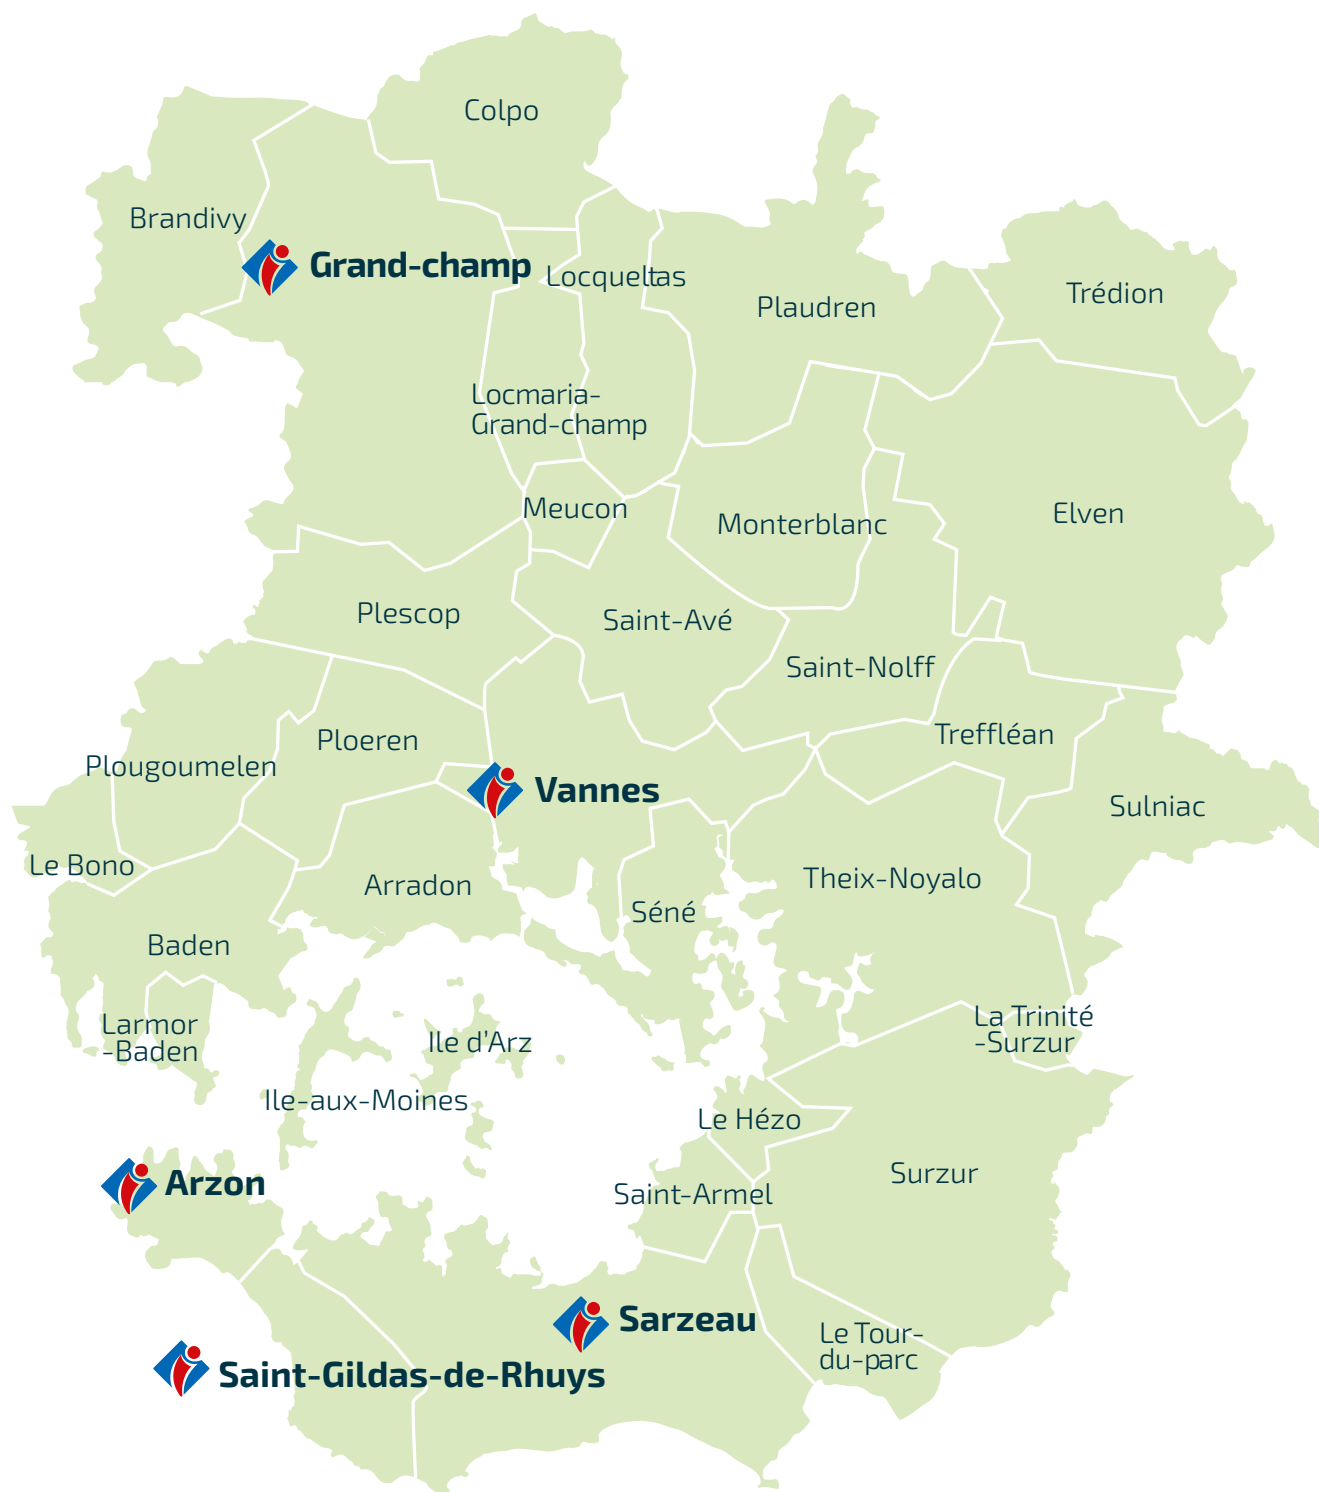 Colpo
Brandivy
Grand-champ
Locqueltas
Plaudren
Trédion
Locmaria-
Grand-champ
Meucon
Monterblanc
Elven
Plescop
Saint-Avé
Saint-Nolff
Ploeren
Treffléan
Plougoumelen
Vannes
Sulniac
Le Bono
Arradon
Theix-Noyalo
Séné
Baden
Larmor
-Baden
Ile d'Arz
La Trinité
-Surzur
Ile-aux-Moines
Le Hézo
Arzon
Saint-Armel
Surzur
Sarzeau
Le Tour-
du-parc
Saint-Gildas-de-Rhuys